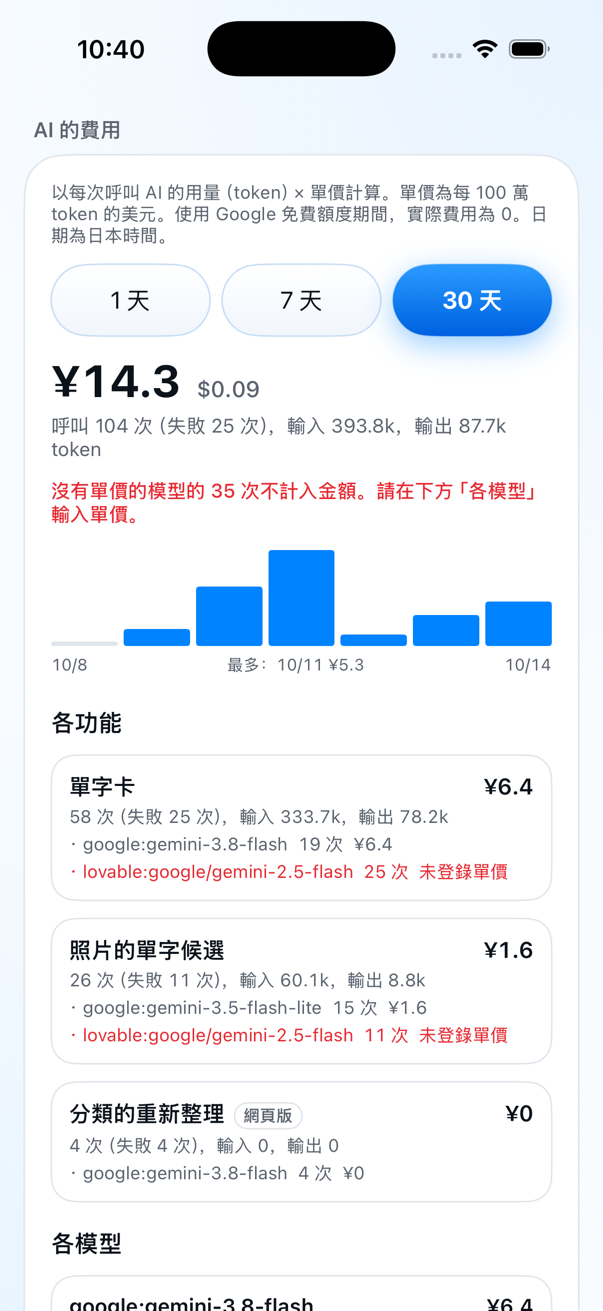 10:40
AI 的費用
以每次呼叫 AI 的用量 (token) × 單價計算。單價為每 100 萬
token 的美元。使用 Google 免費額度期間，實際費用為 0。日
期為日本時間。
1 天
7 天
30 天
¥14.3 $0.09
呼叫 104 次 (失敗 25 次)，輸入 393.8k，輸出 87.7k
token
沒有單價的模型的 35 次不計入金額。請在下方「各模型」
輸入單價。
10/8
最多：10/11 ¥5.3
10/14
各功能
單字卡 ¥6.4
58 次 (失敗 25 次)，輸入 333.7k，輸出 78.2k
· google:gemini-3.8-flash 19 次 ¥6.4
· lovable:google/gemini-2.5-flash 25 次 未登錄單價
照片的單字候選 ¥1.6
26 次 (失敗 11 次)，輸入 60.1k，輸出 8.8k
· google:gemini-3.5-flash-lite 15 次 ¥1.6
· lovable:google/gemini-2.5-flash 11 次 未登錄單價
分類的重新整理 網頁版 ¥0
4 次 (失敗 4 次)，輸入 0，輸出 0
· google:gemini-3.8-flash 4 次 ¥0
各模型
google:gemini-3.8-flash ¥6.4